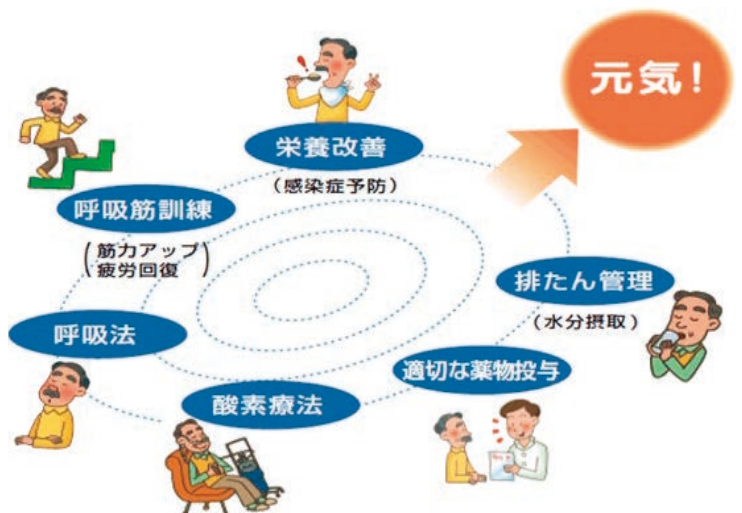 元気！
栄養改善
(感染症予防)
呼吸筋訓練
(筋力アップ
疲労回復)
排たん管理
(水分摂取)
呼吸法
適切な薬物投与
酸素療法